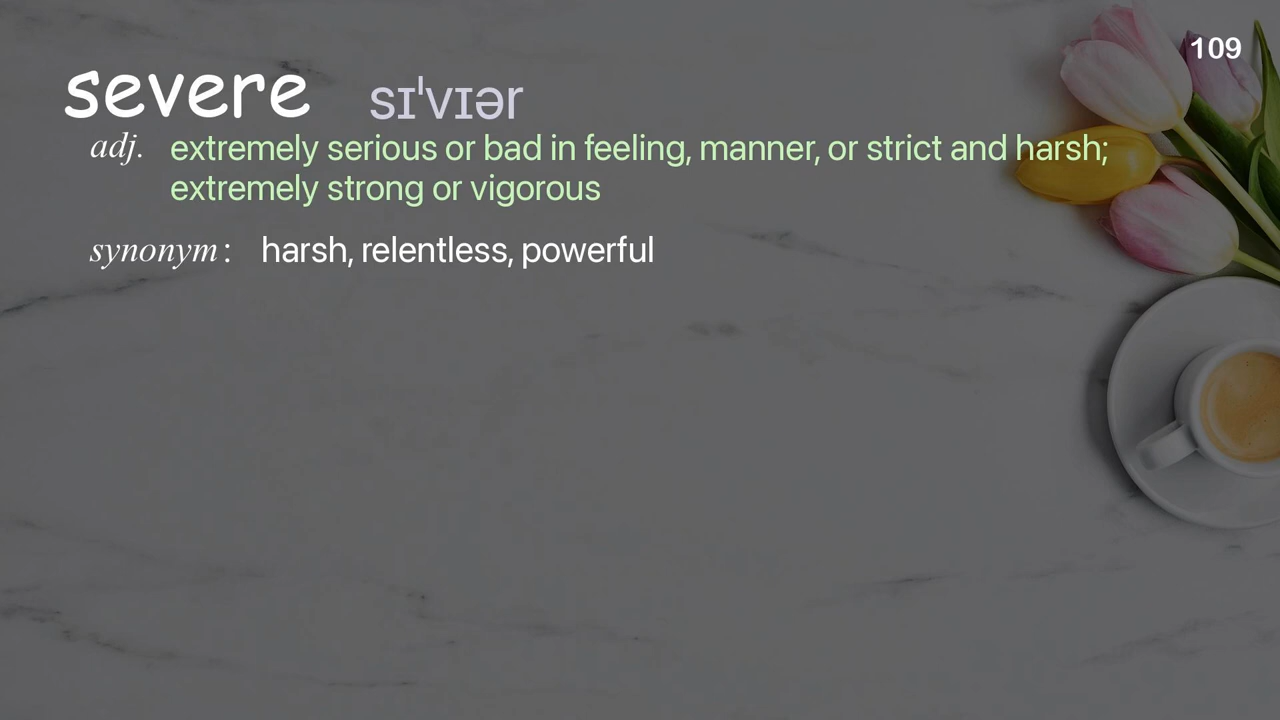 109
severe sɪˈvɪər
adj. extremely serious or bad in feeling, manner, or strict and harsh;
extremely strong or vigorous
synonym : harsh, relentless, powerful